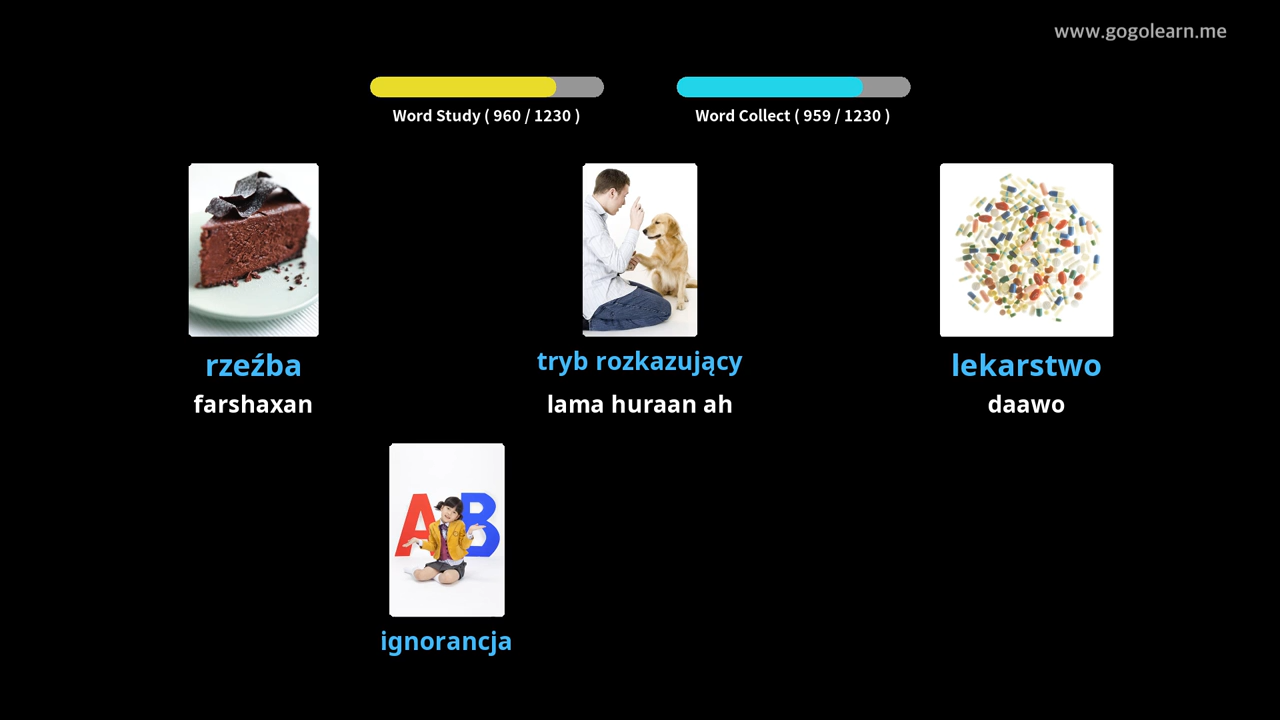 www.gogolearn.me
Word Study ( 960 / 1230 )
Word Collect ( 959 / 1230 )
rzeźba
farshaxan
tryb rozkazujący
lama huraan ah
lekarstwo
daawo
A B
ignorancja